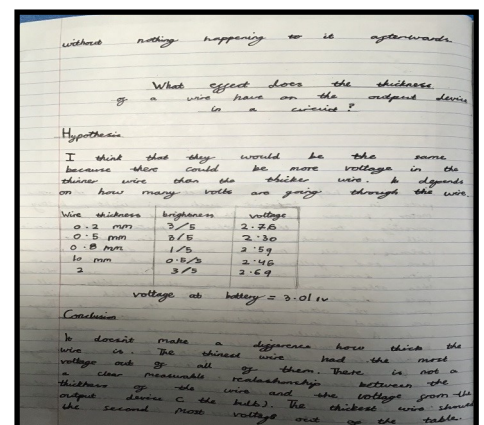 without nothing happening to it afterwards
What effect does the thickness
of a wire have on the output device
in a circuit?
Hypothesis
I think that they would be the same
because there could be more voltage in the
thinner wire than the thicker wire. It depends
on how many volts are going through the wire.
Wire thickness brightness voltage
0.2 mm 3/5 2.76
0.5 mm 3/5 2.30
0.8 mm 1/5 2.59
10 mm 0.5/5 2.46
2 3/5 2.69
voltage at battery = 3.01v
Conclusion
It doesnt make a difference how thick the
wire is. The thinest wire had the most
voltage out of all of them. There is not a
a clear measurable realashonship between the
thickness of the wire and the voltage from the
output device ( the bulb). The thickest wire showed
the second most voltage out of the table.